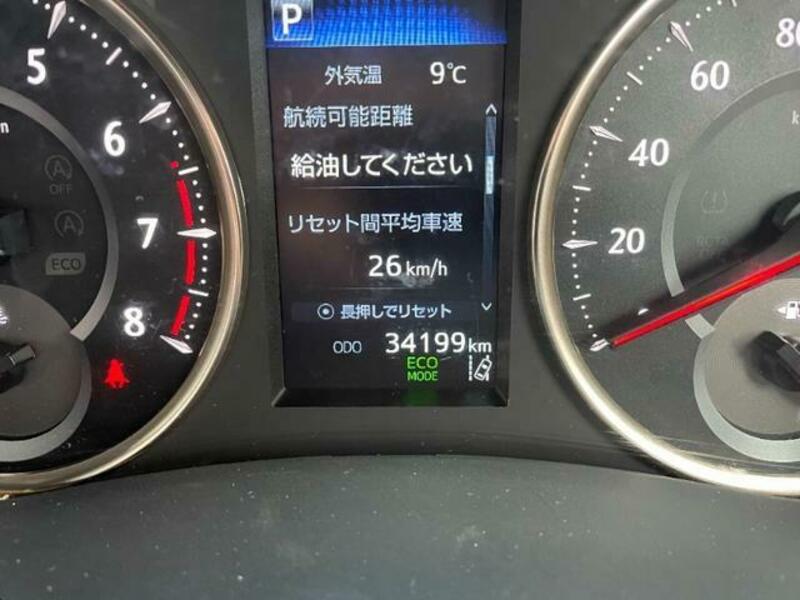 P
外気温 9℃
航続可能距離
給油してください
リセット間平均車速
26 km/h
長押しでリセット
ODO 34199 km
ECO
MODE
5
6
7
8
A
OFF
A
ECO
20
40
60
80